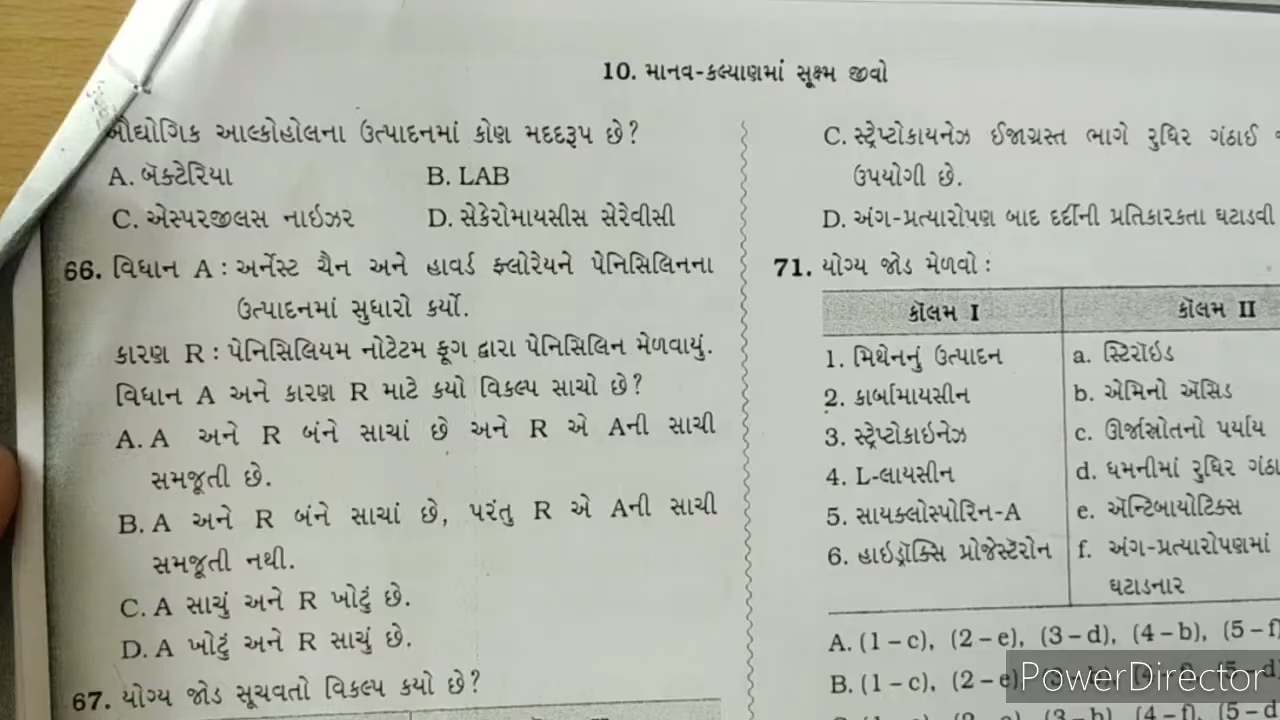 10. માનવ-કલ્યાણમાં સૂક્ષ્મ જીવો
ઔદ્યોગિક આલ્કોહોલના ઉત્પાદનમાં કોણ મદદરૂપ છે?
A. બૅક્ટેરિયા B. LAB
C. એસ્પરજીલસ નાઇઝર D. સેકેરોમાયસીસ સેરેવીસી
66. વિધાન A : અર્નેસ્ટ ચૈન અને હાવર્ડ ફ્લોરેયને પેનિસિલિનના
ઉત્પાદનમાં સુધારો કર્યો.
કારણ R : પેનિસિલિયમ નોટેટમ ફૂગ દ્વારા પેનિસિલિન મેળવાયું.
વિધાન A અને કારણ R માટે કયો વિકલ્પ સાચો છે?
A. A અને R બંને સાચાં છે અને R એ Aની સાચી
સમજૂતી છે.
B. A અને R બંને સાચાં છે, પરંતુ R એ Aની સાચી
સમજૂતી નથી.
C. A સાચું અને R ખોટું છે.
D. A ખોટું અને R સાચું છે.
67. યોગ્ય જોડ સૂચવતો વિકલ્પ કયો છે?
C. સ્ટ્રેપ્ટોકાયનેઝ ઈજાગ્રસ્ત ભાગે રુધિર ગંઠાઈ
ઉપયોગી છે.
D. અંગ-પ્રત્યારોપણ બાદ દર્દીની પ્રતિકારકતા ઘટાડવી
71. યોગ્ય જોડ મેળવો :
કૉલમ I કૉલમ II
1. મિથેનનું ઉત્પાદન a. સ્ટિરૉઇડ
2. કાર્બામાયસીન b. એમિનો ઍસિડ
3. સ્ટ્રેપ્ટોકાઇનેઝ c. ઊર્જાસ્રોતનો પર્યાય
4. L-લાયસીન d. ધમનીમાં રુધિર
5. સાયક્લોસ્પોરિન-A e. ઍન્ટિબાયોટિક્સ
6. હાઇડ્રૉક્સિ પ્રોજેસ્ટૅરોન f. અંગ-પ્રત્યારોપણમાં
ઘટાડનાર
A. (1 – c), (2 – e), (3 – d), (4 – b), (5 – f)
B. (1 – c), (2 – e)
PowerDirector